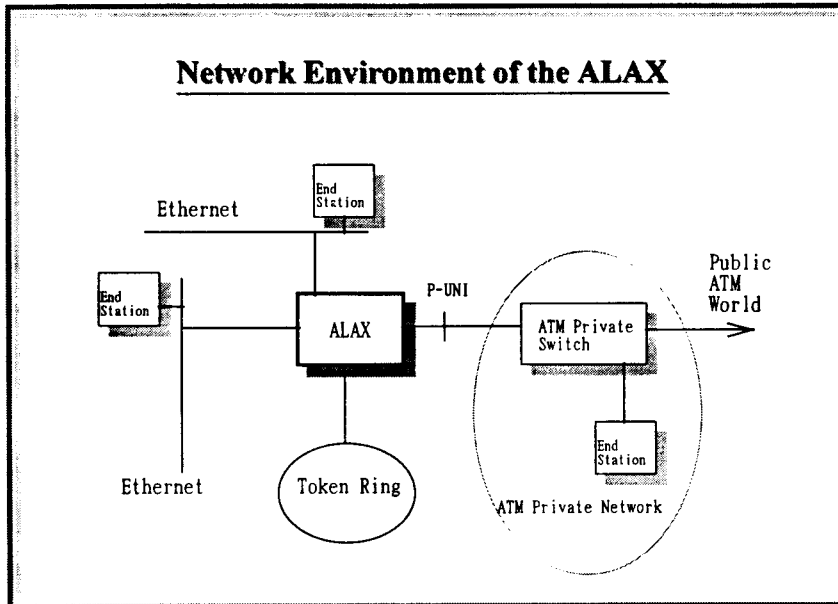 Network Environment of the ALAX
End
Station
Ethernet
Public
ATM
World
End
Station
P-UNI
ALAX
ATM Private
Switch
End
Station
Token Ring
Ethernet
ATM Private Network